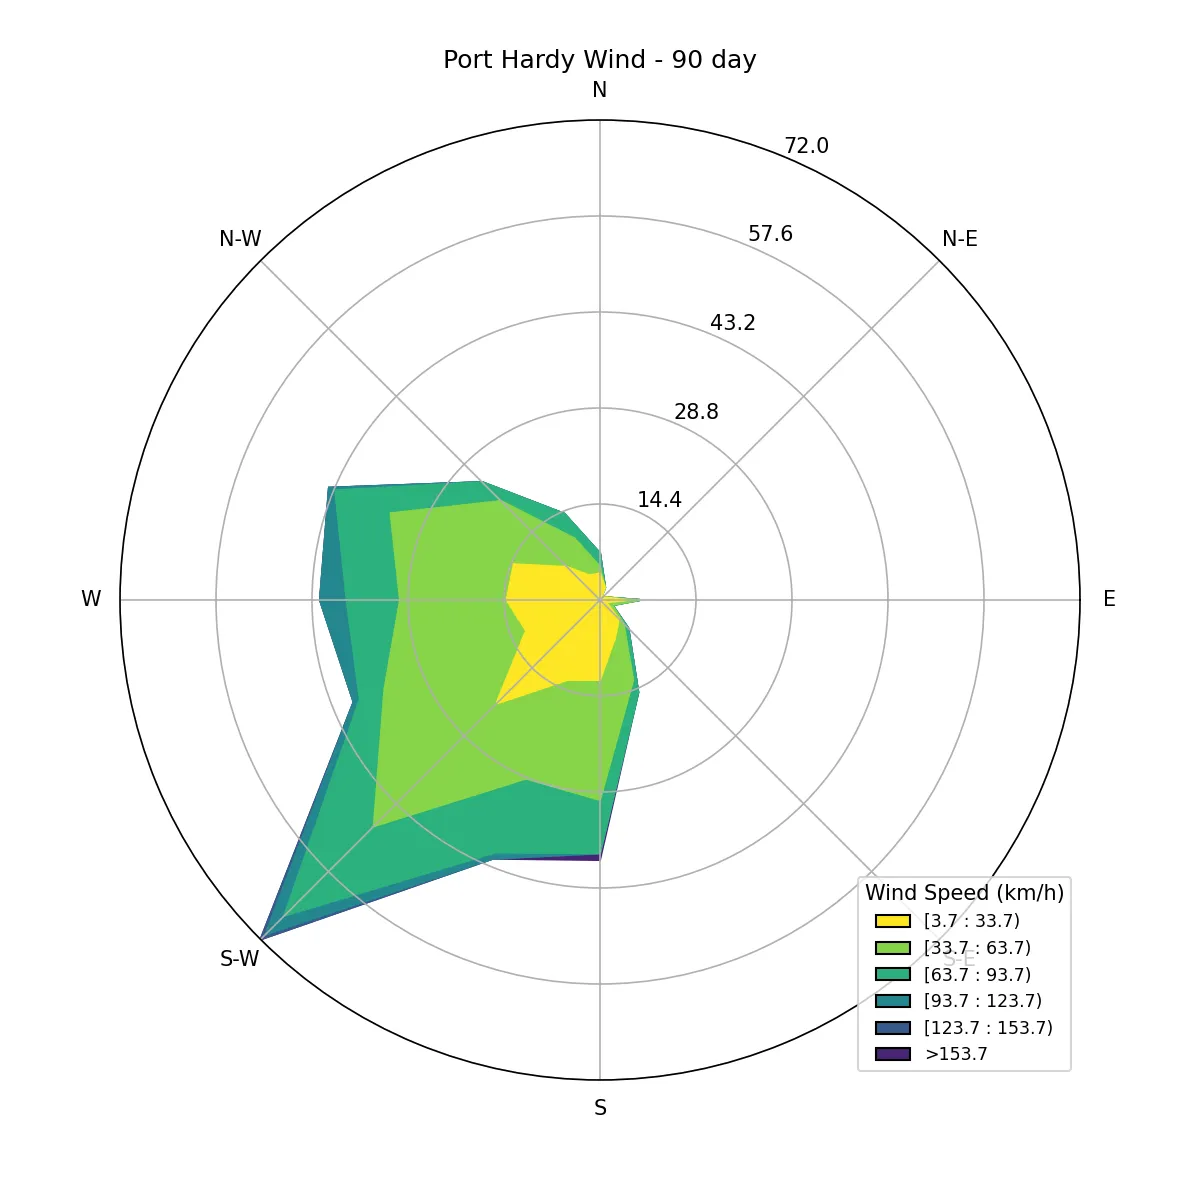 Port Hardy Wind - 90 day
N
72.0
57.6
N-W
N-E
43.2
28.8
14.4
W
E
Wind Speed (km/h)
[3.7 : 33.7)
[33.7 : 63.7)
S-W
S-E
[63.7 : 93.7)
[93.7 : 123.7)
[123.7 : 153.7)
>153.7
S